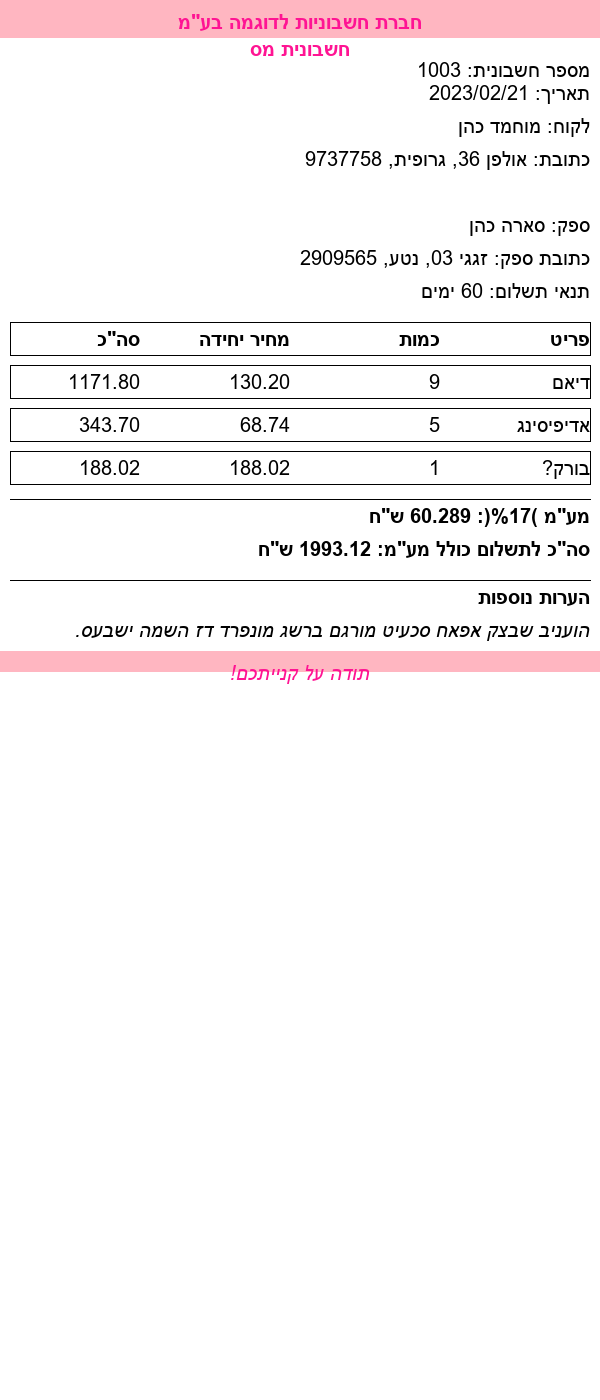 חברת חשבוניות לדוגמה בע"מ
חשבונית מס
מספר חשבונית: 1003
תאריך: 2023/02/21
לקוח: מוחמד כהן
כתובת: אולפן 36, גרופית, 9737758
ספק: סארה כהן
כתובת ספק: זגגי 03, נטע, 2909565
תנאי תשלום: 60 ימים
פריט כמות מחיר יחידה סה"כ
דיאם 9 130.20 1171.80
אדיפיסינג 5 68.74 343.70
בורק? 1 188.02 188.02
מע"מ )17%(: 60.289 ש"ח
סה"כ לתשלום כולל מע"מ: 1993.12 ש"ח
הערות נוספות
הועניב שבצק אפאח סכעיט מורגם ברשג מונפרד דז השמה ישבעס.
תודה על קנייתכם!